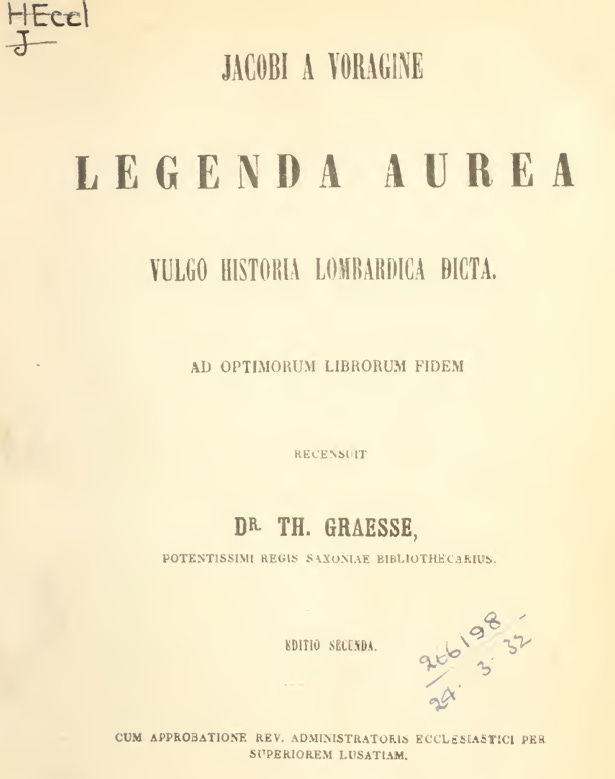 HEccl
J
JACOBI A VORAGINE
LEGENDA AUREA
VULGO HISTORIA LOMBARDICA DICTA.
AD OPTIMORUM LIBRORUM FIDEM
RECENSUIT
DR. TH. GRAESSE,
POTENTISSIMI REGIS SAXONIAE BIBLIOTHECARIUS.
EDITIO SECUNDA.
266198
24. 3. 32
CUM APPROBATIONE REV. ADMINISTRATORIS ECCLESIASTICI PER
SUPERIOREM LUSATIAM.